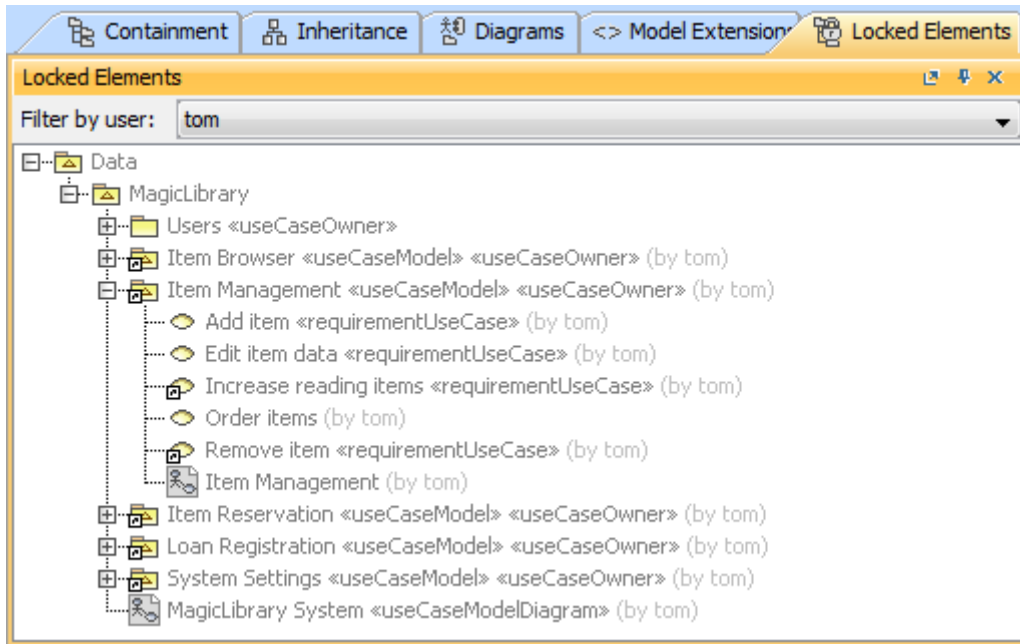 Containment Inheritance Diagrams <> Model Extension Locked Elements
Locked Elements
Filter by user: tom
Data
MagicLibrary
Users «useCaseOwner»
Item Browser «useCaseModel» «useCaseOwner» (by tom)
Item Management «useCaseModel» «useCaseOwner» (by tom)
Add item «requirementUseCase» (by tom)
Edit item data «requirementUseCase» (by tom)
Increase reading items «requirementUseCase» (by tom)
Order items (by tom)
Remove item «requirementUseCase» (by tom)
Item Management (by tom)
Item Reservation «useCaseModel» «useCaseOwner» (by tom)
Loan Registration «useCaseModel» «useCaseOwner» (by tom)
System Settings «useCaseModel» «useCaseOwner» (by tom)
MagicLibrary System «useCaseModelDiagram» (by tom)